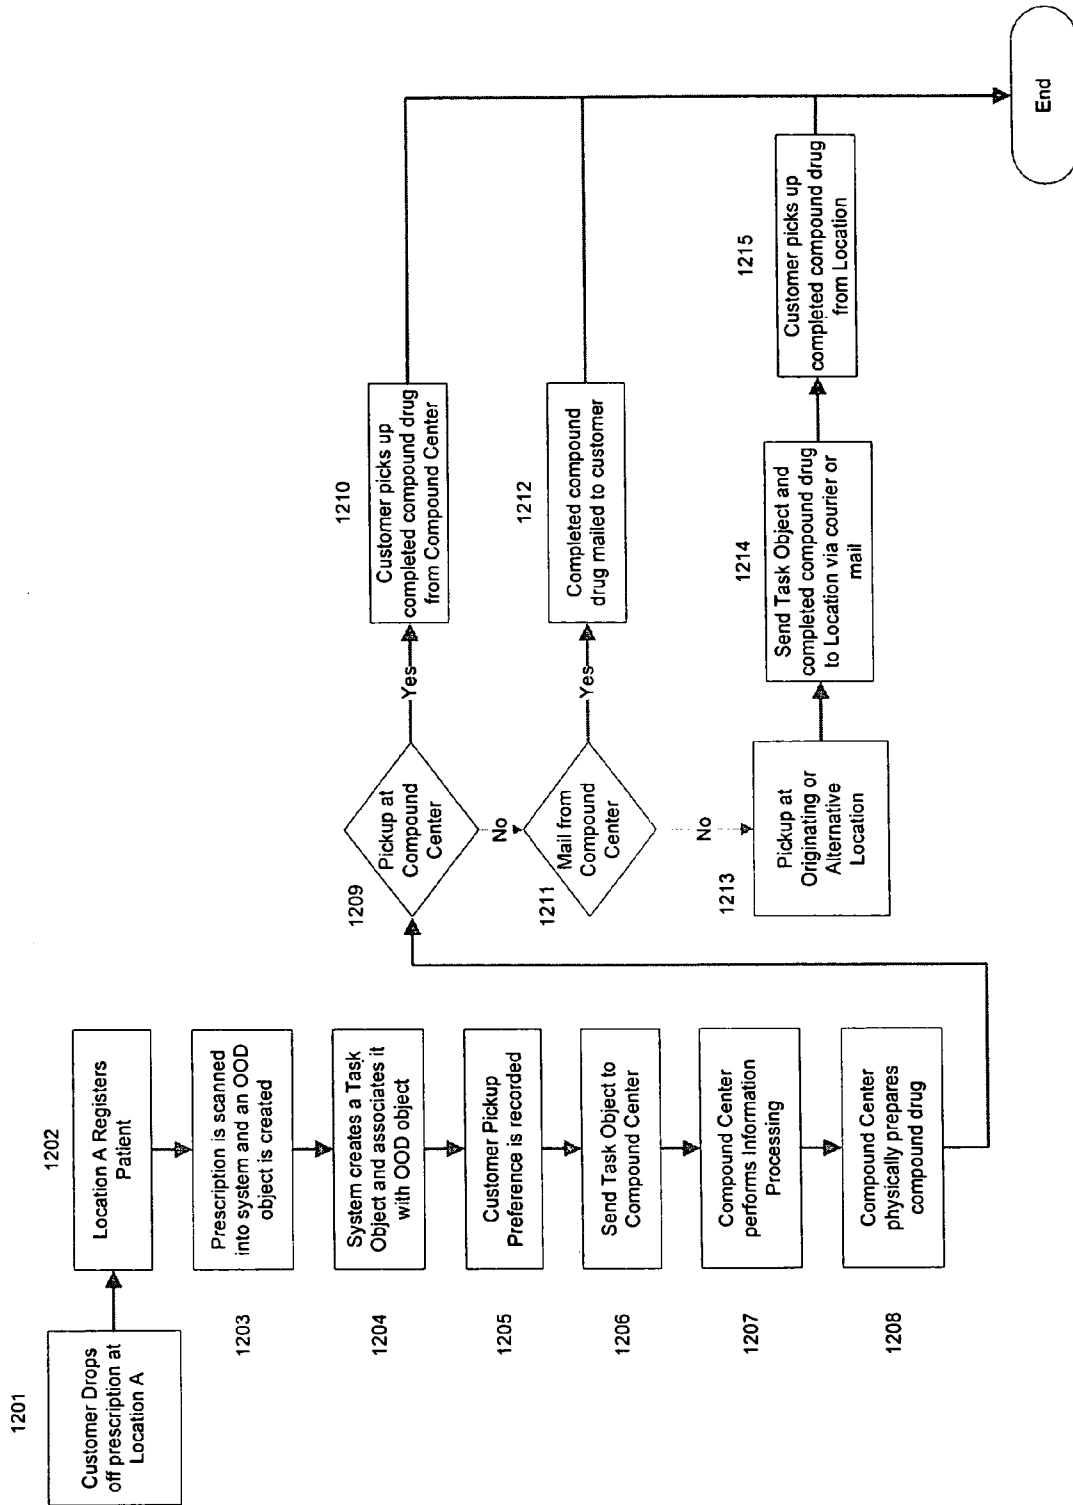 1201
Customer Drops
off prescription at
Location A
1202
Location A Registers
Patient
1203
Prescription is scanned
into system and an OOD
object is created
1204
System creates a Task
Object and associates it
with OOD object
1205
Customer Pickup
Preference is recorded
1206
Send Task Object to
Compound Center
1207
Compound Center
performs Information
Processing
1208
Compound Center
physically prepares
compound drug
1209
Pickup at
Compound
Center
Yes
No
1210
Customer picks up
completed compound drug
from Compound Center
1211
Mail from
Compound
Center
Yes
No
1212
Completed compound
drug mailed to customer
1213
Pickup at
Originating or
Alternative
Location
1214
Send Task Object and
completed compound drug
to Location via courier or
mail
1215
Customer picks up
completed compound drug
from Location
End